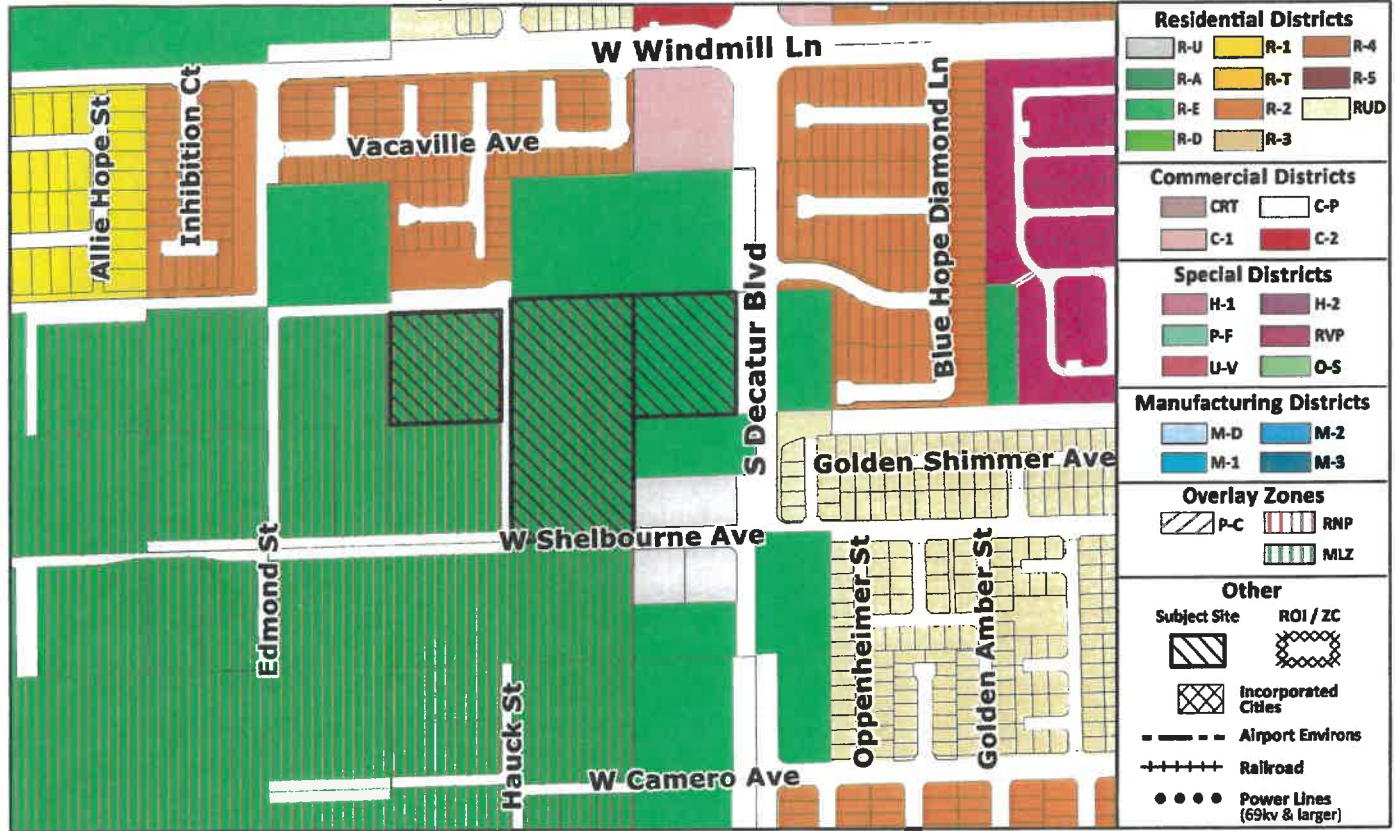 W Windmill Ln
Allie Hope St
Inhibition Ct
Vacaville Ave
Blue Hope Diamond Ln
S Decatur Blvd
Golden Shimmer Ave
W Shelbourne Ave
Edmond St
Oppenheimer St
Golden Amber St
Hauck St
W Camero Ave
Residential Districts
R-U R-1 R-4
R-A R-T R-5
R-E R-2 RUD
R-D R-3
Commercial Districts
CRT C-P
C-1 C-2
Special Districts
H-1 H-2
P-F RVP
U-V O-S
Manufacturing Districts
M-D M-2
M-1 M-3
Overlay Zones
P-C RNP
MLZ
Other
Subject Site ROI / ZC
Incorporated
Cities
Airport Environs
Railroad
Power Lines
(69kv & larger)